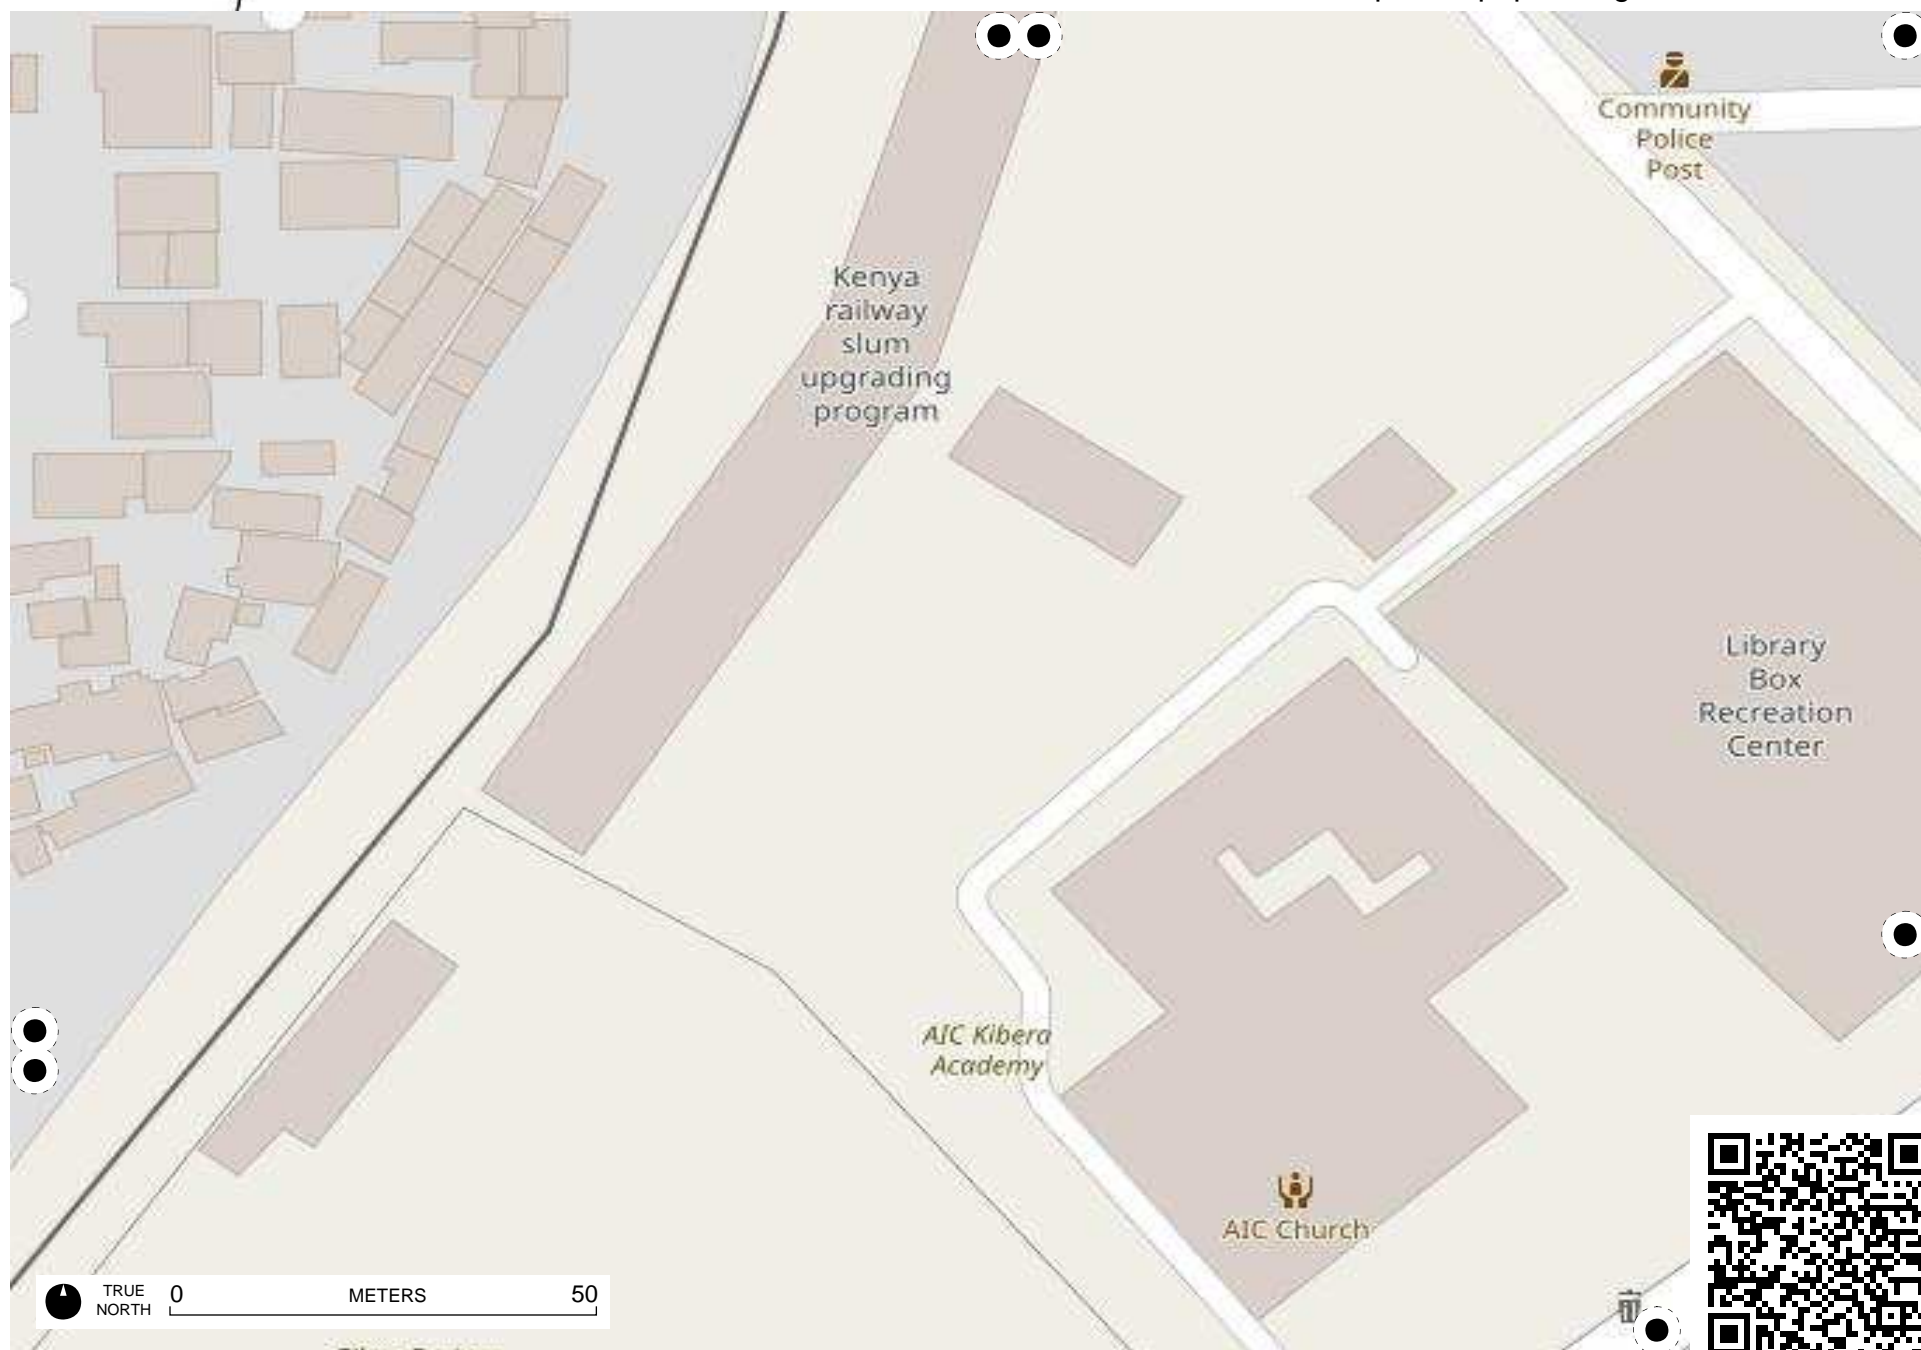 Community
Police
Post
Kenya
railway
slum
upgrading
program
Library
Box
Recreation
Center
AIC Kibera
Academy
AIC Church
TRUE
NORTH
0
METERS
50